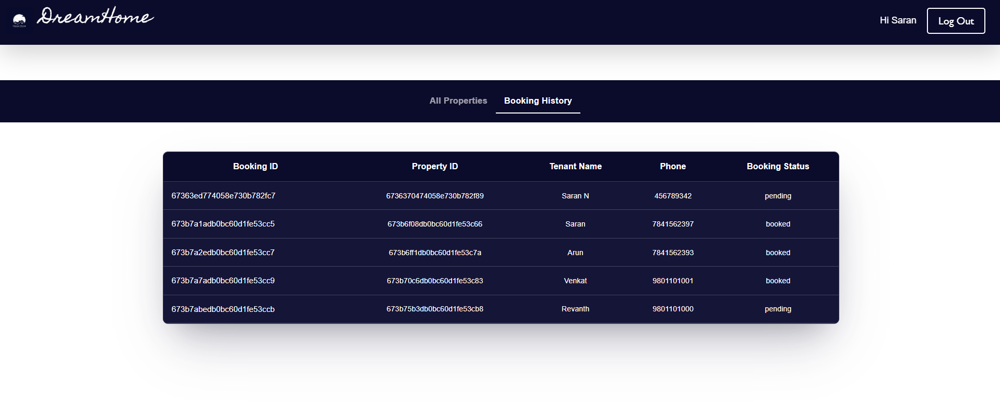 DreamHome
Hi Saran
Log Out
All Properties Booking History
Booking ID Property ID Tenant Name Phone Booking Status
67363ed774058e730b782fc7 6736370474058e730b782f89 Saran N 456789342 pending
673b7a1adb0bc60d1fe53cc5 673b6f08db0bc60d1fe53c66 Saran 7841562397 booked
673b7a2edb0bc60d1fe53cc7 673b6ff1db0bc60d1fe53c7a Arun 7841562393 booked
673b7a7adb0bc60d1fe53cc9 673b70c6db0bc60d1fe53c83 Venkat 9801101001 booked
673b7abedb0bc60d1fe53ccb 673b75b3db0bc60d1fe53cb8 Revanth 9801101000 pending